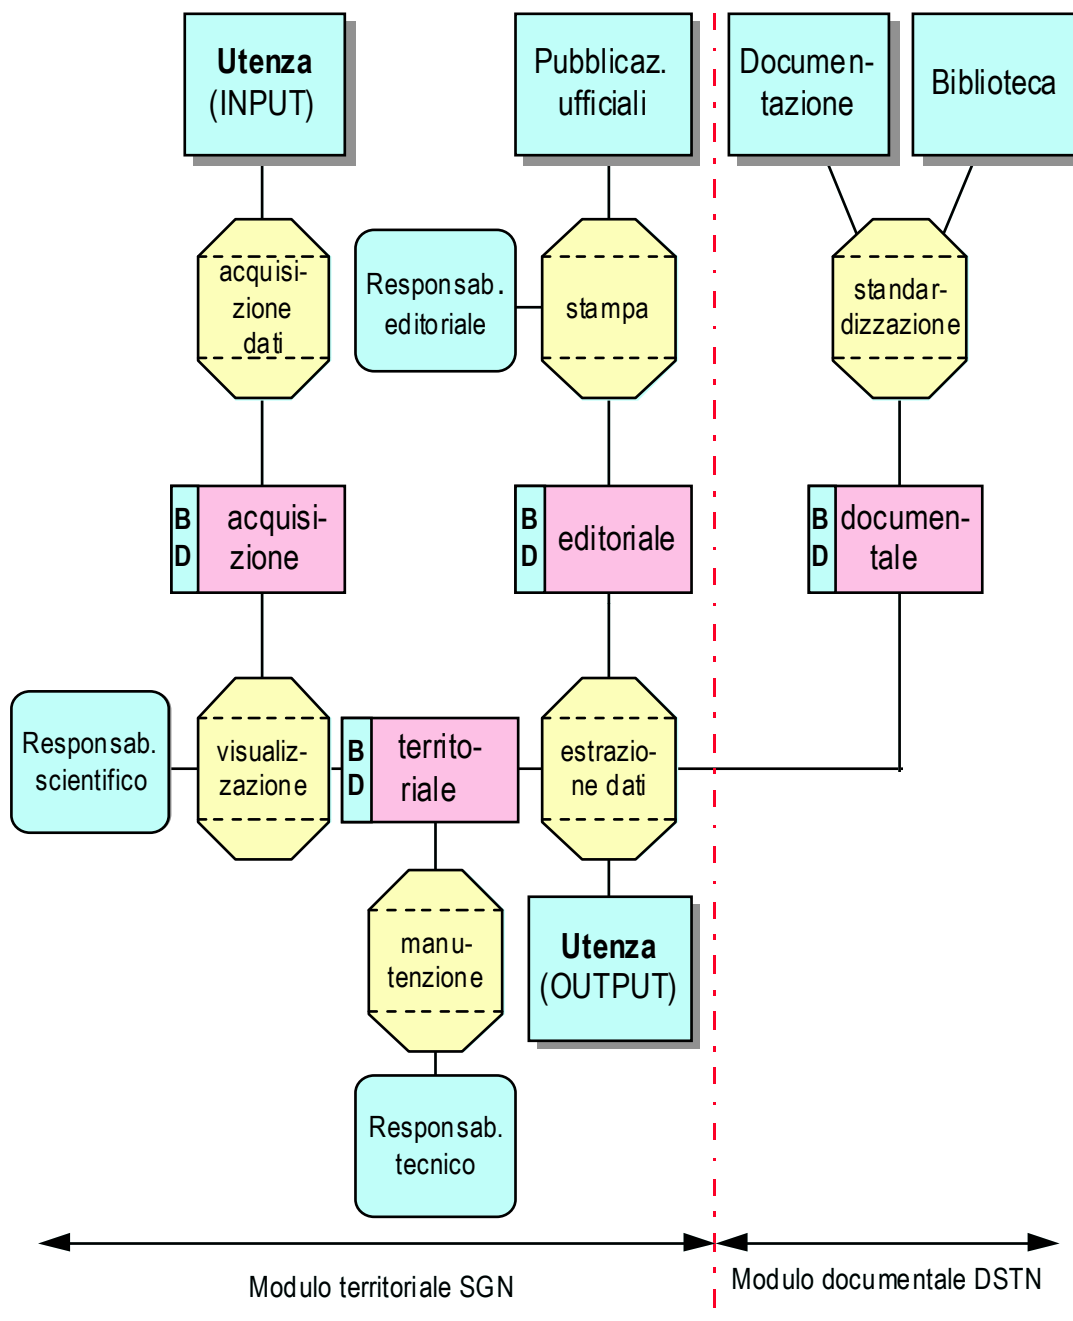 Utenza
(INPUT)
Pubblicaz.
ufficiali
Documen-
tazione
Biblioteca
acquisi-
zione
dati
Responsab.
editoriale
stampa
standar-
dizzazione
B
D
acquisi-
zione
B
D
editoriale
B
D
documen-
tale
Responsab.
scientifico
visualiz-
zazione
B
D
territo-
riale
estrazio-
ne dati
manu-
tenzione
Utenza
(OUTPUT)
Responsab.
tecnico
Modulo territoriale SGN
Modulo documentale DSTN